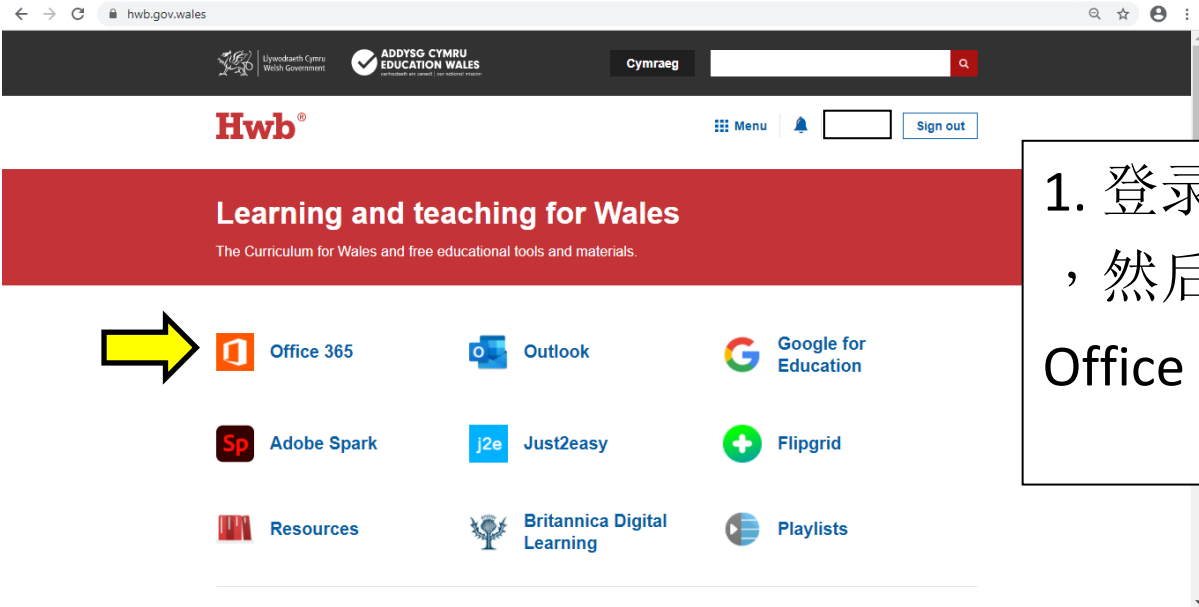 hwb.gov.wales
Llywodraeth Cymru
Welsh Government
ADDYSG CYMRU
EDUCATION WALES
Cymraeg
Hwb®
Menu
Sign out
Learning and teaching for Wales
The Curriculum for Wales and free educational tools and materials.
1. 登录
，然后
Office
Office 365
Outlook
Google for
Education
Sp
Adobe Spark
j2e
Just2easy
Flipgrid
Resources
Britannica Digital
Learning
Playlists